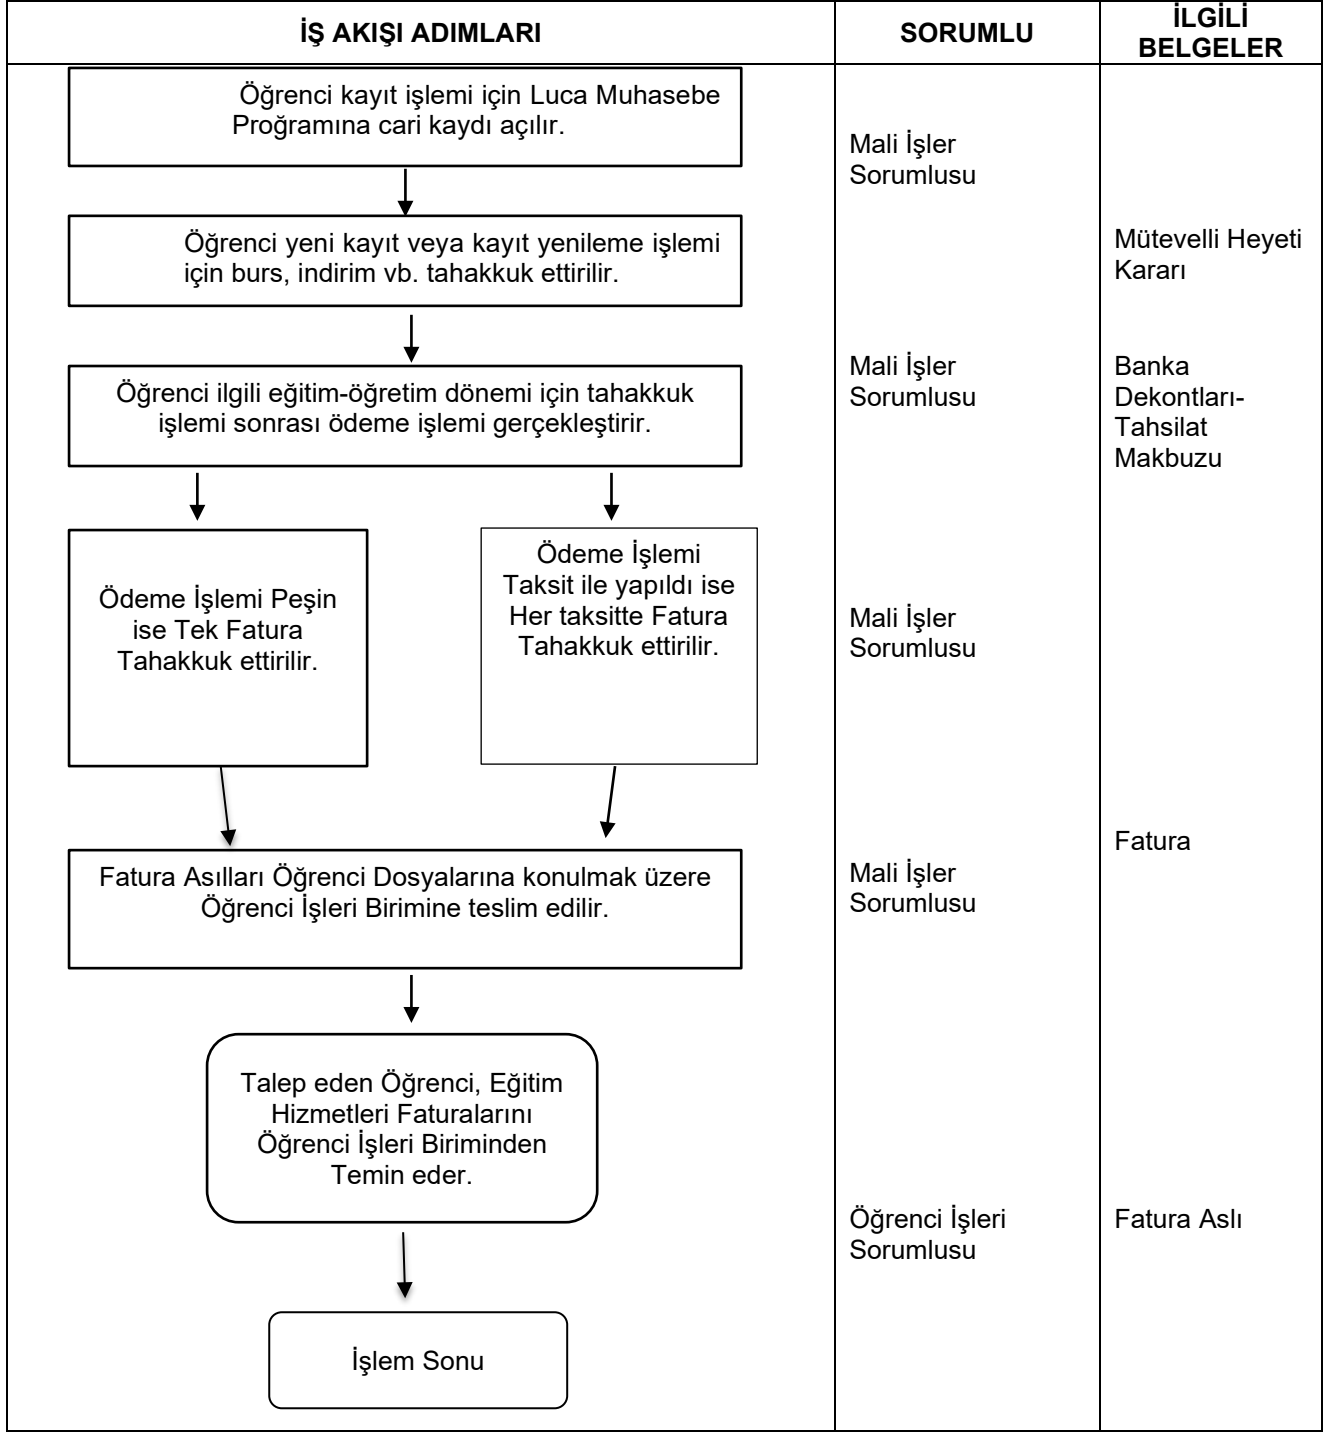 İŞ AKIŞI ADIMLARI
SORUMLU
İLGİLİ
BELGELER
Öğrenci kayıt işlemi için Luca Muhasebe
Proğramına cari kaydı açılır.
Mali İşler
Sorumlusu
Öğrenci yeni kayıt veya kayıt yenileme işlemi
için burs, indirim vb. tahakkuk ettirilir.
Mütevelli Heyeti
Kararı
Öğrenci ilgili eğitim-öğretim dönemi için tahakkuk
işlemi sonrası ödeme işlemi gerçekleştirir.
Mali İşler
Sorumlusu
Banka
Dekontları-
Tahsilat
Makbuzu
Ödeme İşlemi Peşin
ise Tek Fatura
Tahakkuk ettirilir.
Ödeme İşlemi
Taksit ile yapıldı ise
Her taksitte Fatura
Tahakkuk ettirilir.
Mali İşler
Sorumlusu
Fatura Asılları Öğrenci Dosyalarına konulmak üzere
Öğrenci İşleri Birimine teslim edilir.
Mali İşler
Sorumlusu
Fatura
Talep eden Öğrenci, Eğitim
Hizmetleri Faturalarını
Öğrenci İşleri Biriminden
Temin eder.
Öğrenci İşleri
Sorumlusu
Fatura Aslı
İşlem Sonu